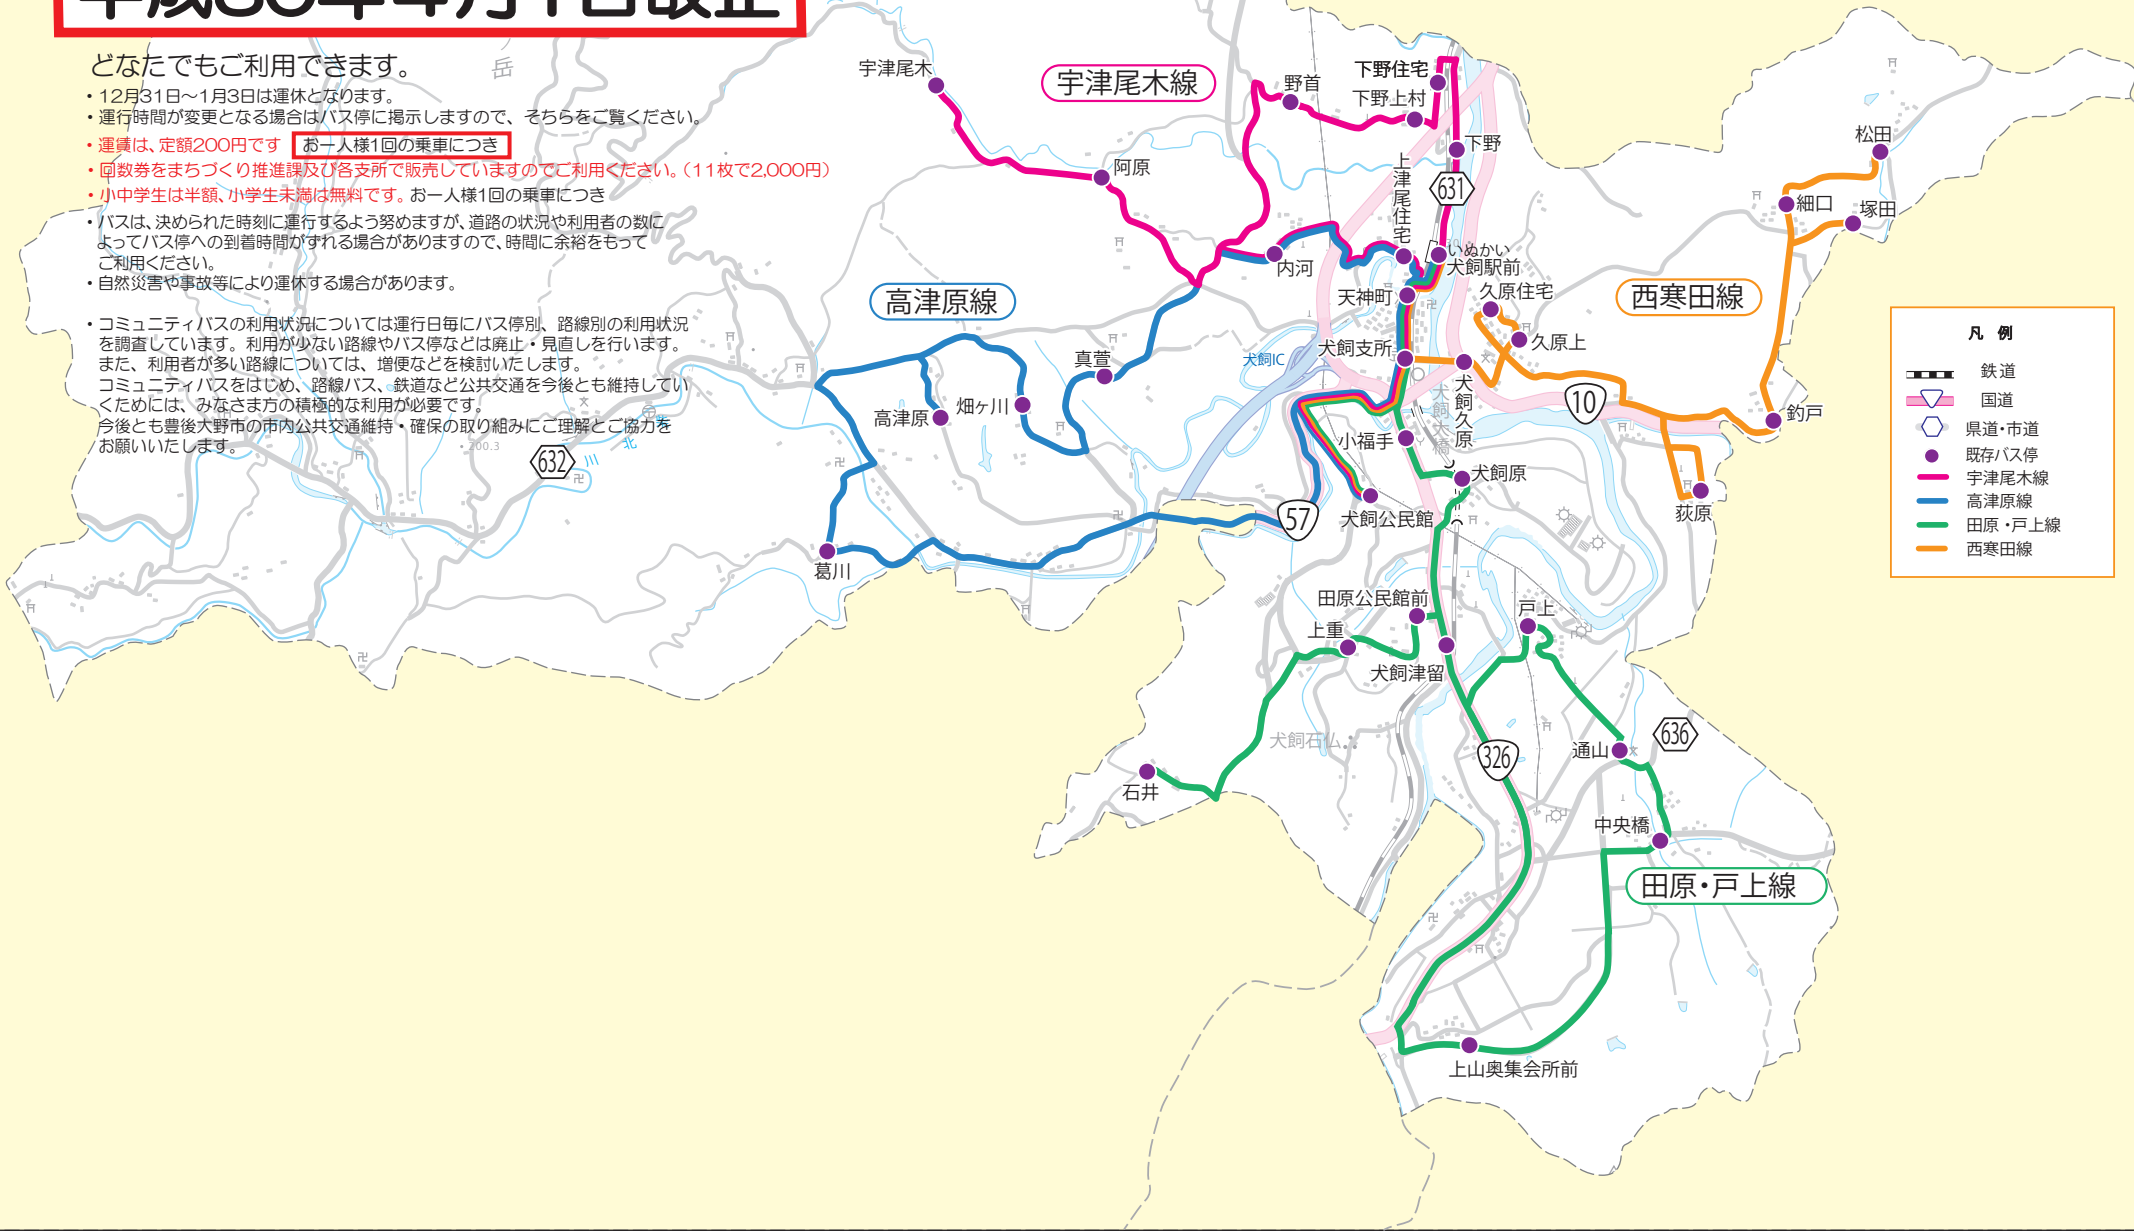 平成30年4月1日改正
どなたでもご利用できます。
・12月31日～1月3日は運休となります。
・運行時間が変更となる場合はバス停に掲示しますので、そちらをご覧ください。
・運賃は、定額200円です お一人様1回の乗車につき
・回数券をまちづくり推進課及び各支所で販売していますのでご利用ください。（11枚で2,000円）
・小中学生は半額、小学生未満は無料です。お一人様1回の乗車につき
・バスは、決められた時刻に運行するよう努めますが、道路の状況や利用者の数に
よってバス停への到着時間がずれる場合がありますので、時間に余裕をもって
ご利用ください。
・自然災害や事故等により運休する場合があります。
・コミュニティバスの利用状況については運行日毎にバス停別、路線別の利用状況
を調査しています。利用が少ない路線やバス停などは廃止・見直しを行います。
また、利用者が多い路線については、増便などを検討いたします。
コミュニティバスをはじめ、路線バス、鉄道など公共交通を今後とも維持してい
くためには、みなさま方の積極的な利用が必要です。
今後とも豊後大野市の市内公共交通維持・確保の取り組みにご理解とご協力を
お願いいたします。
岳
200.3
632
川
北
宇津尾木
宇津尾木線
野首
下野住宅
下野上村
下野
阿原
上津尾住宅
631
内河
いぬかい
犬飼駅前
天神町
久原住宅
久原上
犬飼支所
犬飼久原
犬飼大橋
犬飼IC
高津原線
真萱
高津原
畑ヶ川
葛川
小福手
犬飼原
犬飼公民館
57
10
西寒田線
松田
細口
塚田
釣戸
荻原
凡 例
鉄道
国道
県道・市道
既存バス停
宇津尾木線
高津原線
田原・戸上線
西寒田線
田原公民館前
上重
犬飼津留
戸上
犬飼石仏
石井
326
通山
636
中央橋
田原・戸上線
上山奥集会所前